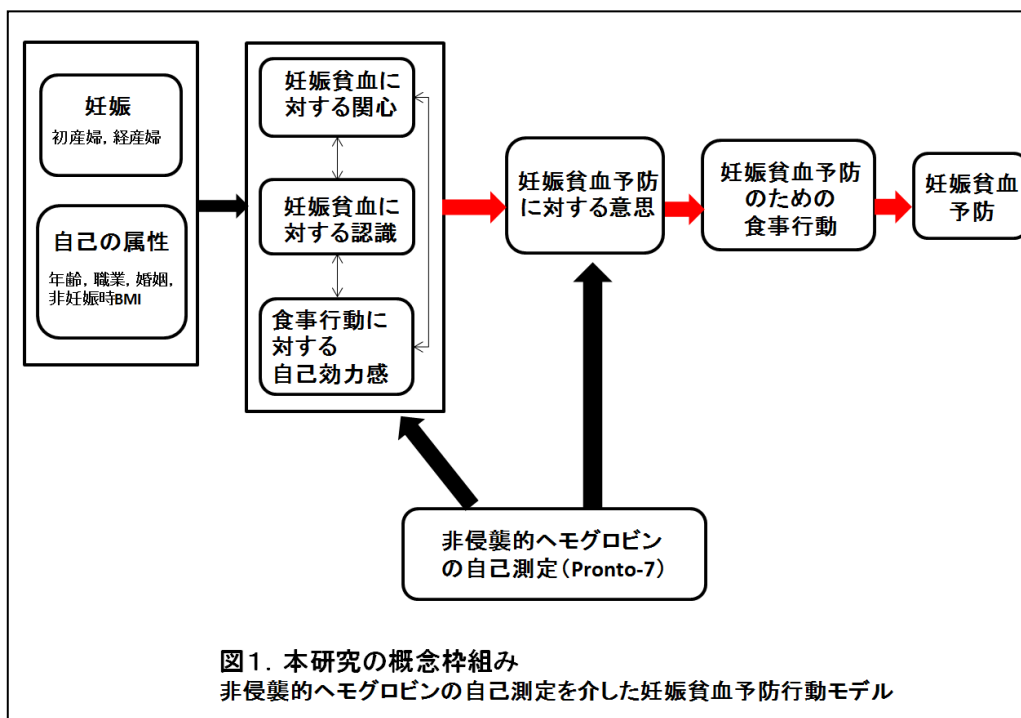 妊娠
初産婦，経産婦
自己の属性
年齢，職業，婚姻，
非妊娠時BMI
妊娠貧血に
対する関心
妊娠貧血に
対する認識
食事行動に
対する
自己効力感
妊娠貧血予防
に対する意思
妊娠貧血予防
のための
食事行動
妊娠貧血
予防
非侵襲的ヘモグロビン
の自己測定（Pronto-7）
図１．本研究の概念枠組み
非侵襲的ヘモグロビンの自己測定を介した妊娠貧血予防行動モデル